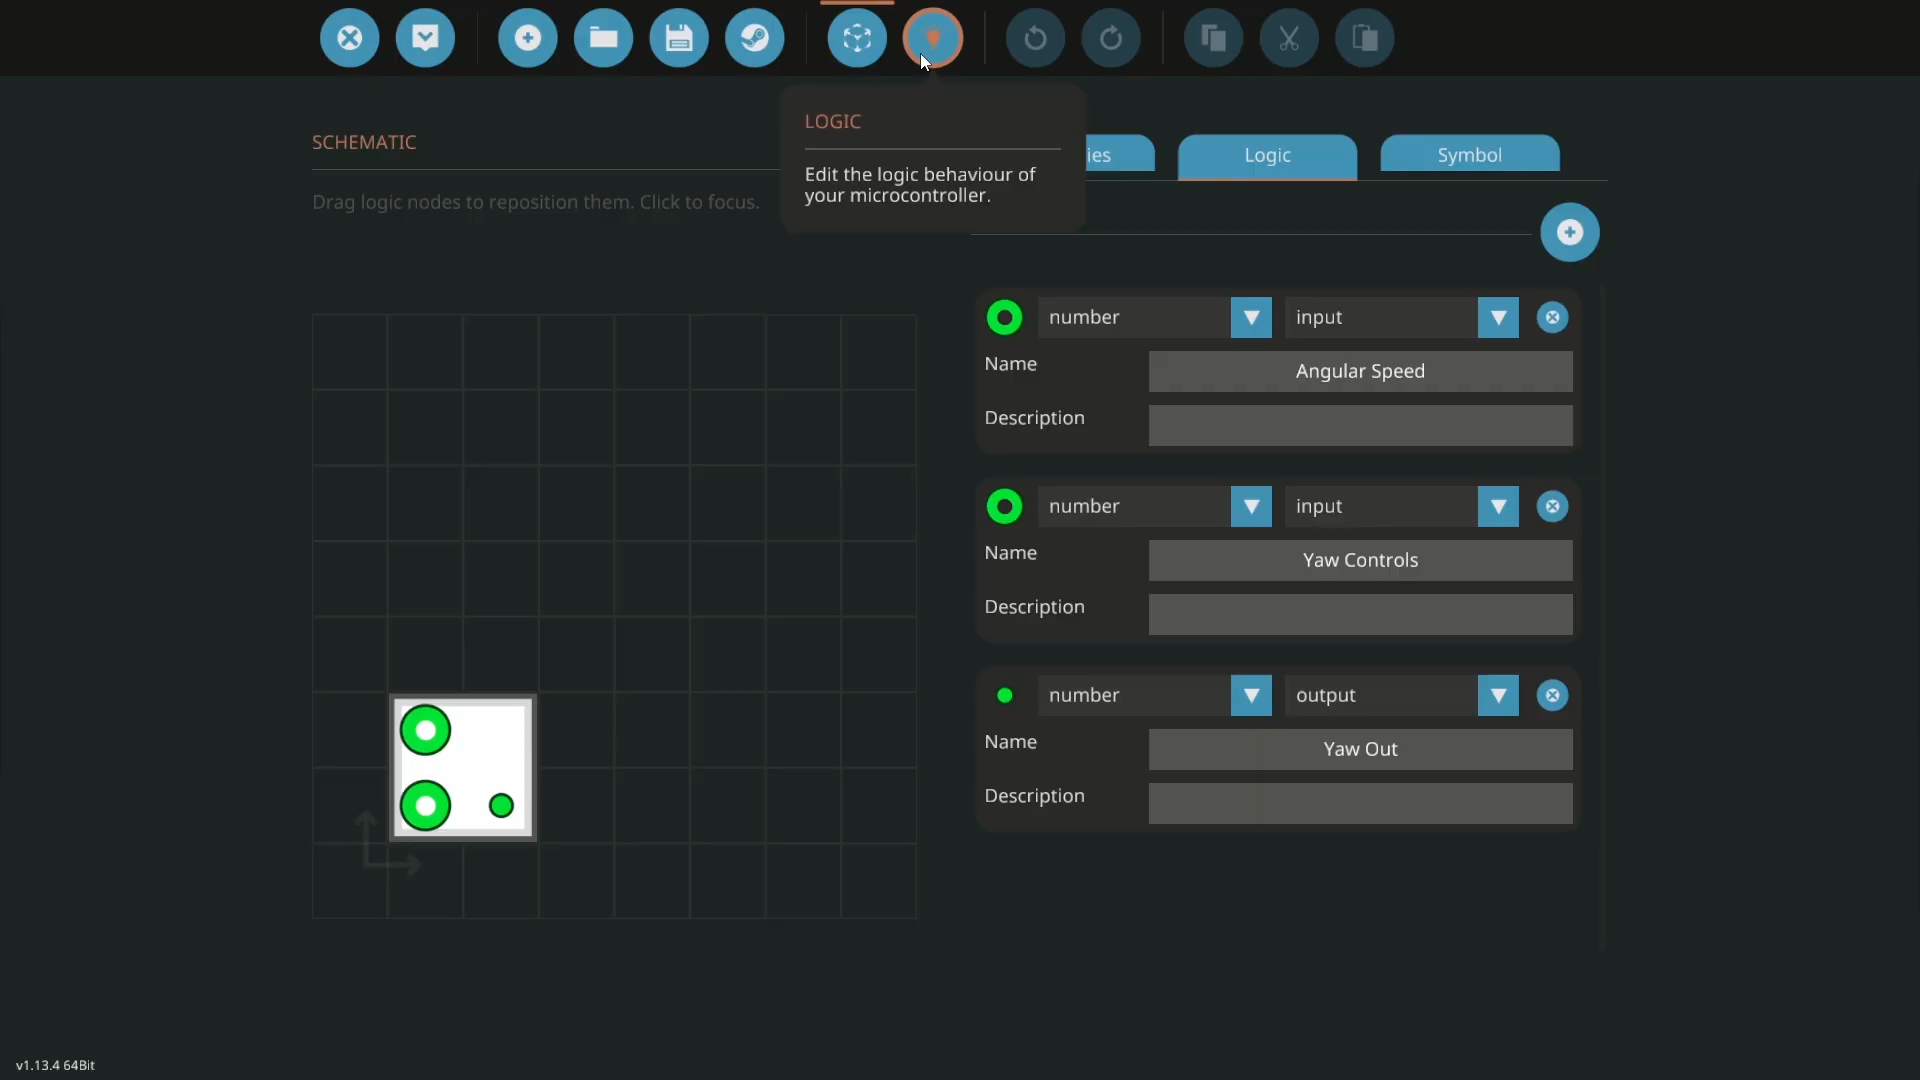 LOGIC
Edit the logic behaviour of
your microcontroller.
SCHEMATIC
Drag logic nodes to reposition them. Click to focus.
ies
Logic
Symbol
number
input
Name
Angular Speed
Description
number
input
Name
Yaw Controls
Description
number
output
Name
Yaw Out
Description
v1.13.4 64Bit